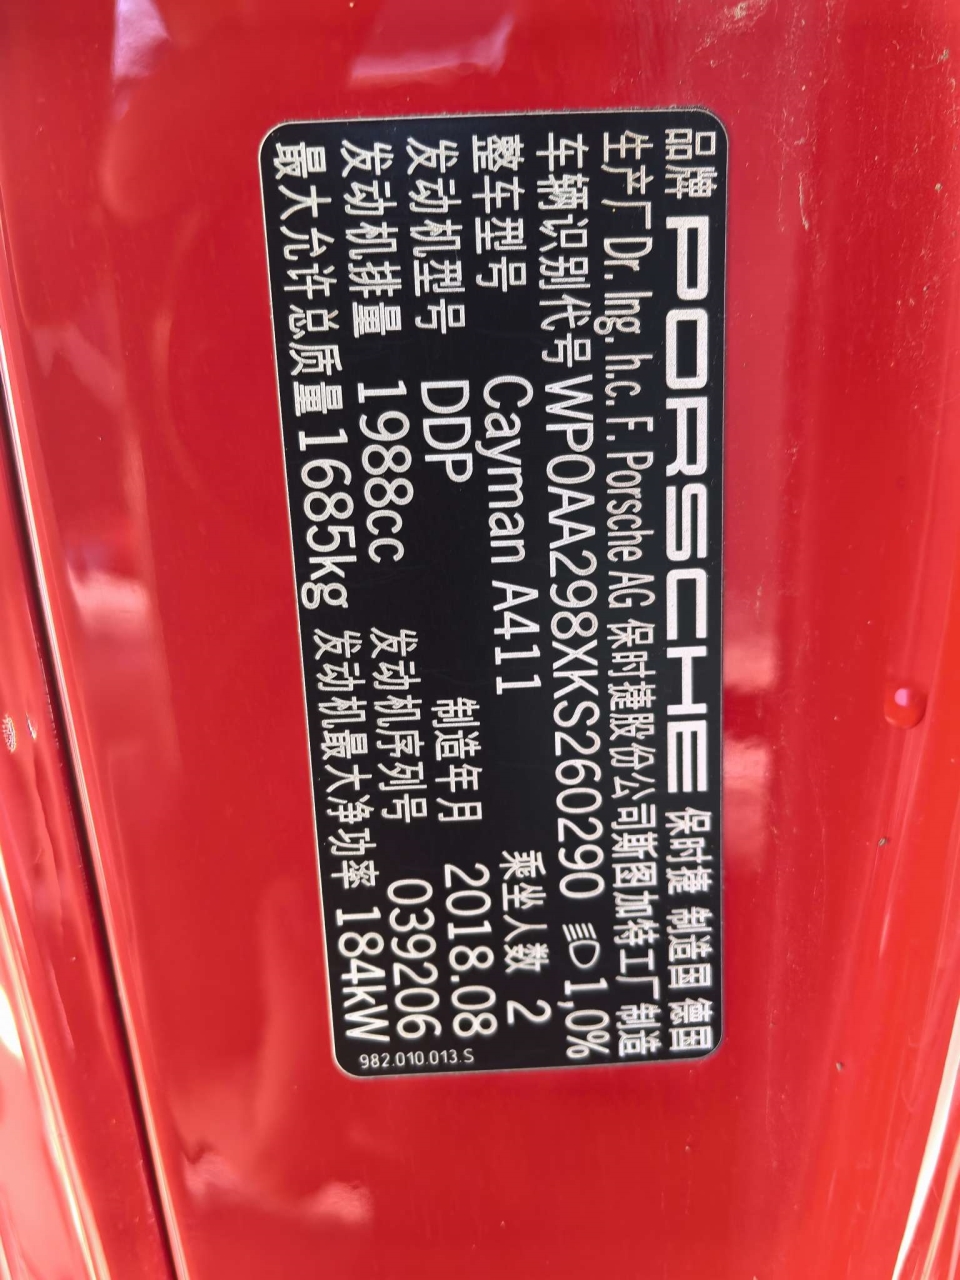 品牌 PORSCHE 保时捷 制造国 德国
生产厂 Dr. Ing. h.c. F. Porsche AG 保时捷股份公司斯图加特工厂 制造
车辆识别代号 WP0AA298XKS260290 1,0%
整车型号 Cayman A411 乘坐人数 2
发动机型号 DDP 制造年月 2018.08
发动机排量 1988cc 发动机序列号 039206
最大允许总质量 1685kg 发动机最大净功率 184kW
982.010.013.S